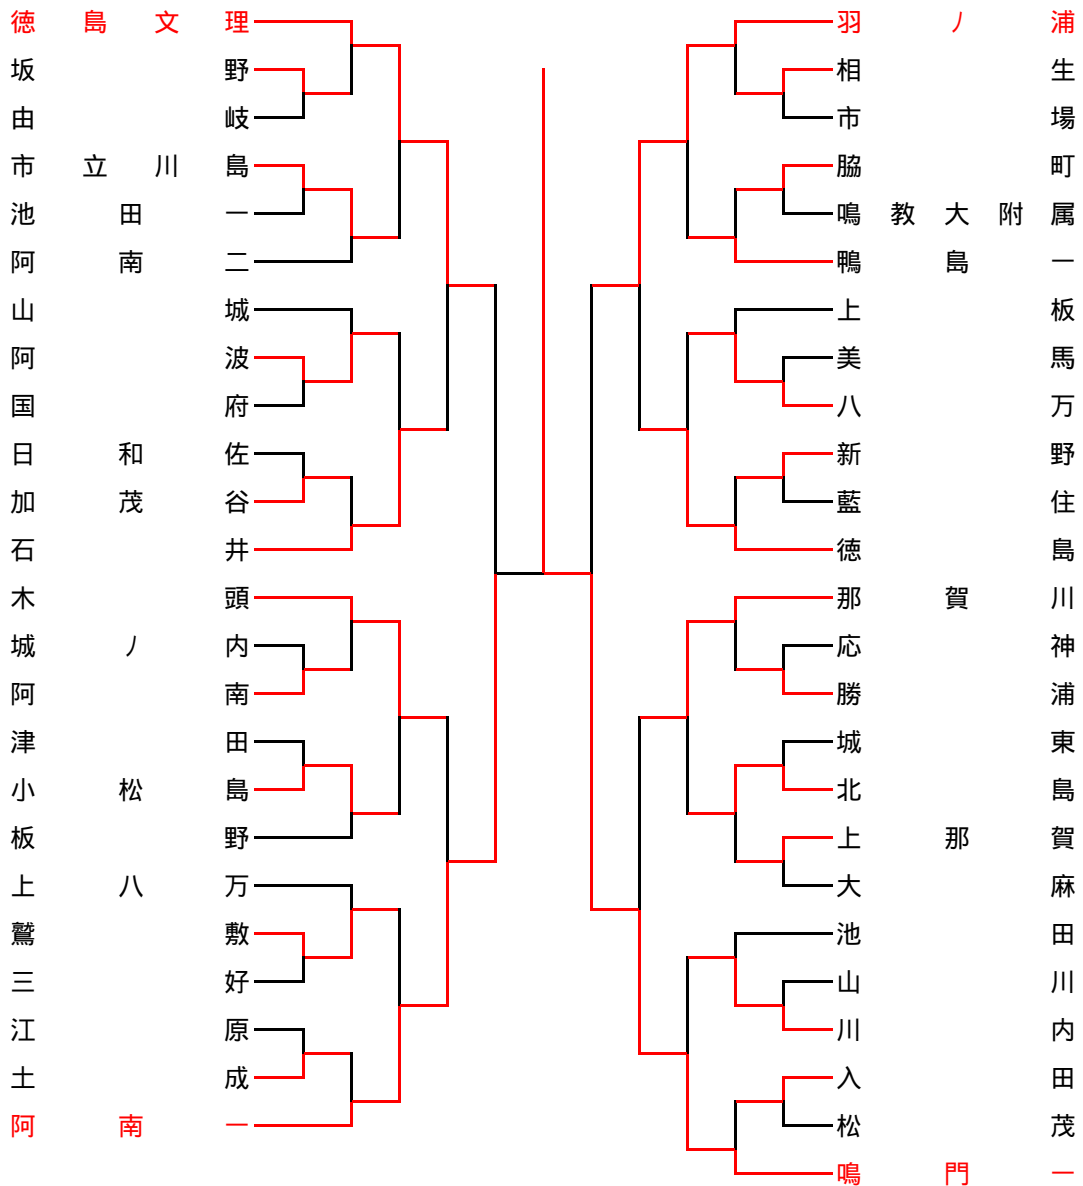 徳島文理
坂野
由岐
市立川島
池田一
阿南二
山城
阿波
国府
日和佐
加茂谷
石井
木頭
城ノ内
阿南
津田
小松島
板野
上八万
鷲敷
三好
江原
土成
阿南一
羽ノ浦
相生
市場
脇町
鳴教大附属
鴨島一
上板
美馬
八万
新野
藍住
徳島
那賀川
応神
勝浦
城東
北島
上那賀
大麻
池田
山川
川内
入田
松茂
鳴門一